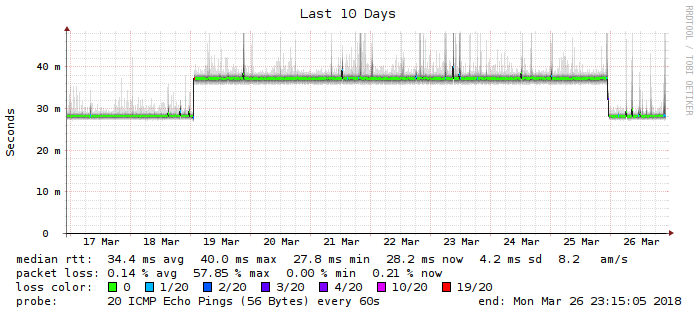 Last 10 Days
RRDTOOL / TOBI OETIKER
Seconds
40 m
30 m
20 m
10 m
0
17 Mar 18 Mar 19 Mar 20 Mar 21 Mar 22 Mar 23 Mar 24 Mar 25 Mar 26 Mar
median rtt: 34.4 ms avg 40.0 ms max 27.8 ms min 28.2 ms now 4.2 ms sd 8.2 am/s
packet loss: 0.14 % avg 57.85 % max 0.00 % min 0.21 % now
loss color: 0 1/20 2/20 3/20 4/20 10/20 19/20
probe: 20 ICMP Echo Pings (56 Bytes) every 60s end: Mon Mar 26 23:15:05 2018